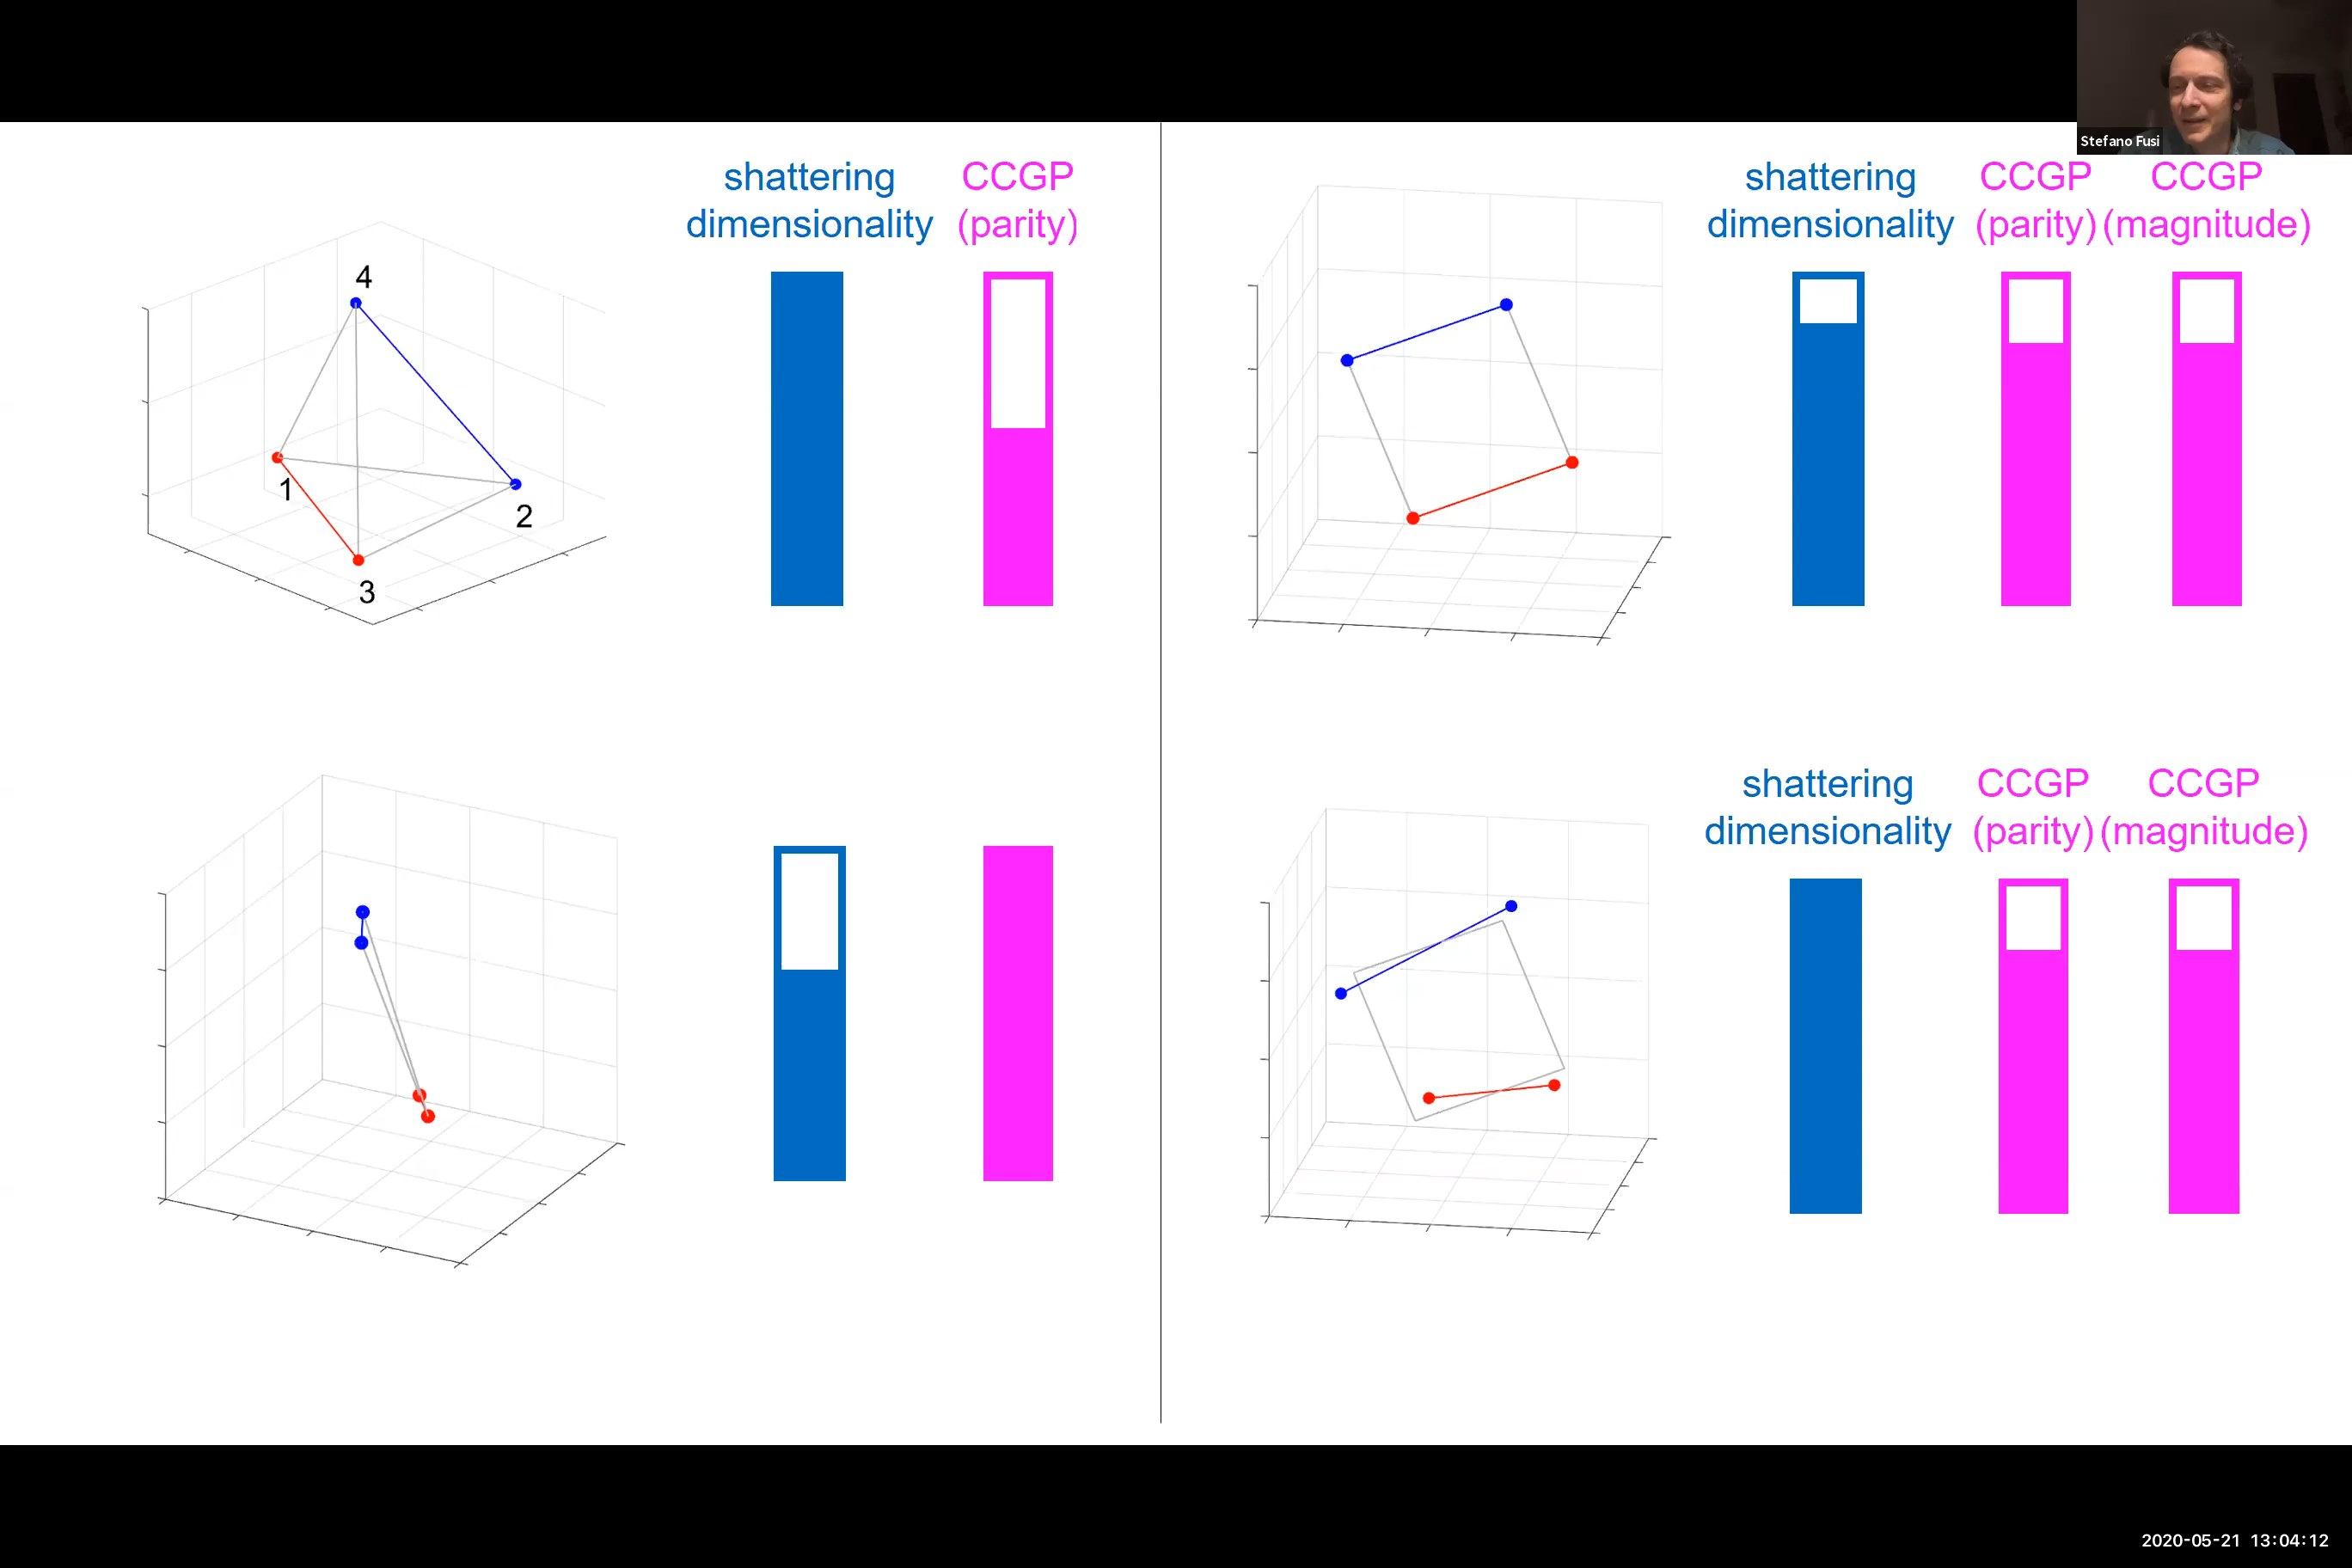 Stefano Fusi
shattering
dimensionality
CCGP
(parity)
4
1
2
3
shattering
dimensionality
CCGP
(parity)
CCGP
(magnitude)
shattering
dimensionality
CCGP
(parity)
CCGP
(magnitude)
2020-05-21 13:04:12